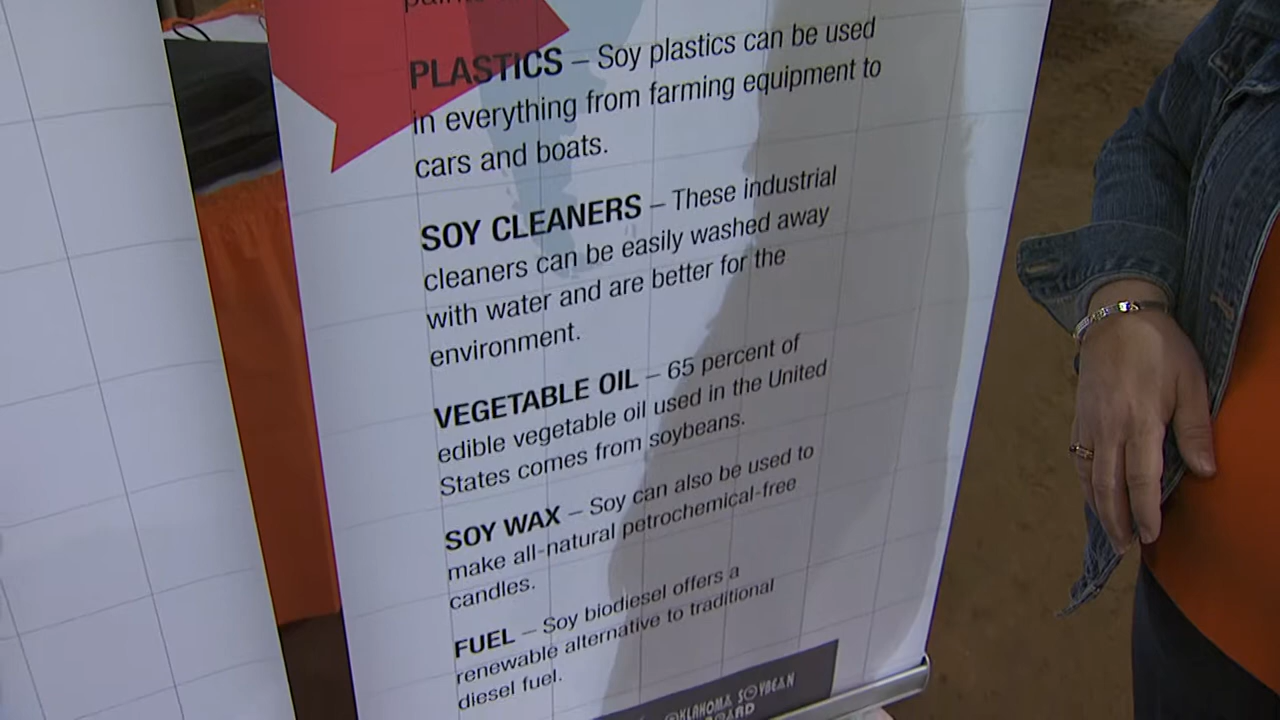 PLASTICS – Soy plastics can be used
in everything from farming equipment to
cars and boats.
SOY CLEANERS – These industrial
cleaners can be easily washed away
with water and are better for the
environment.
VEGETABLE OIL – 65 percent of
edible vegetable oil used in the United
States comes from soybeans.
SOY WAX – Soy can also be used to
make all-natural petrochemical-free
candles.
FUEL – Soy biodiesel offers a
renewable alternative to traditional
diesel fuel.
OKLAHOMA SOYBEAN
BOARD